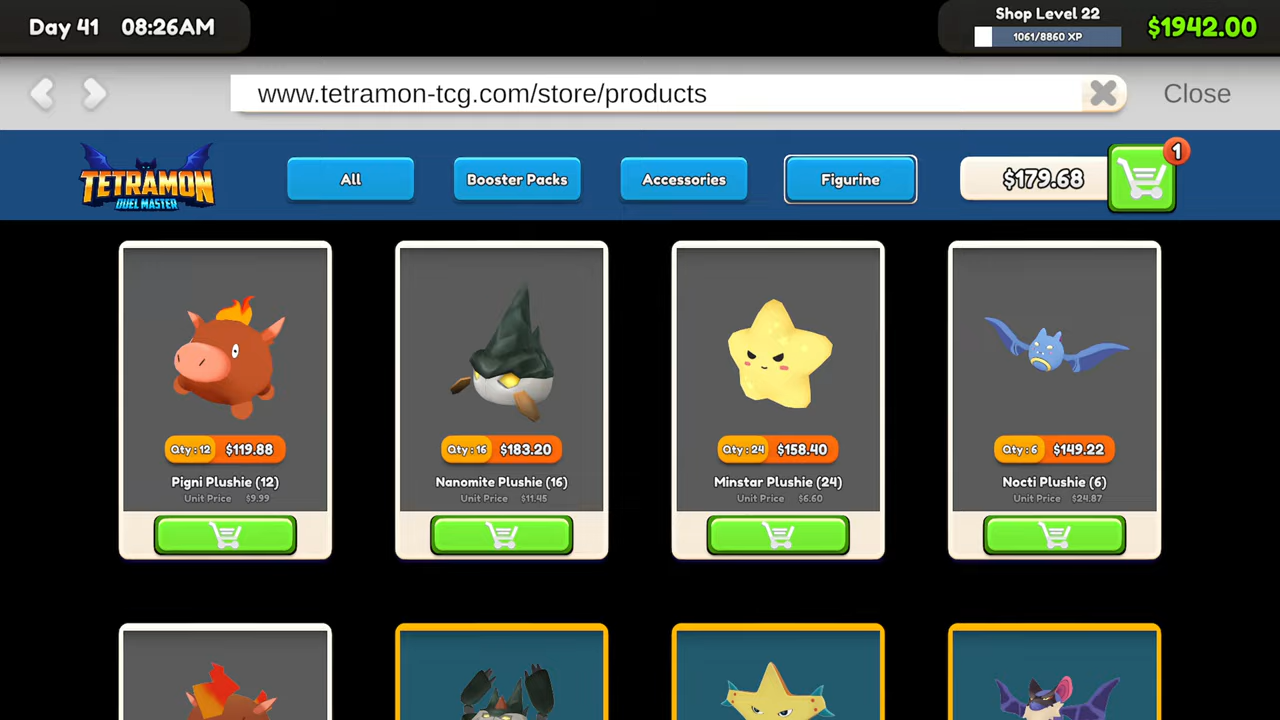 Day 41 08:26AM
Shop Level 22
1061/8860 XP
$1942.00
www.tetramon-tcg.com/store/products
Close
TETRAMON
DUEL MASTER
All
Booster Packs
Accessories
Figurine
$179.68
1
Qty: 12 $119.88
Pigni Plushie (12)
Unit Price $9.99
Qty: 16 $183.20
Nanomite Plushie (16)
Unit Price $11.45
Qty: 24 $158.40
Minstar Plushie (24)
Unit Price $6.60
Qty: 6 $149.22
Nocti Plushie (6)
Unit Price $24.87